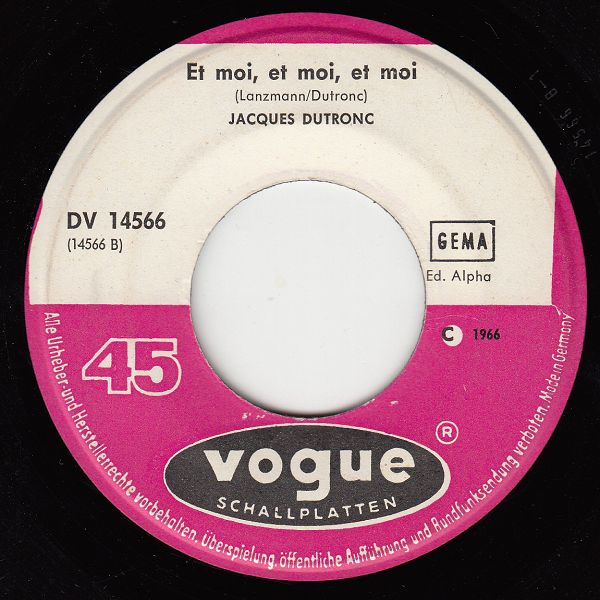 Et moi, et moi, et moi
(Lanzmann/Dutronc)
JACQUES DUTRONC
DV 14566
(14566 B)
GEMA
Ed. Alpha
45
C 1966
vogue ®
SCHALLPLATTEN
Alle Urheber- und Herstellerrechte vorbehalten, überspielung, öffentliche Aufführung und Rundfunksendung verboten. Made in Germany